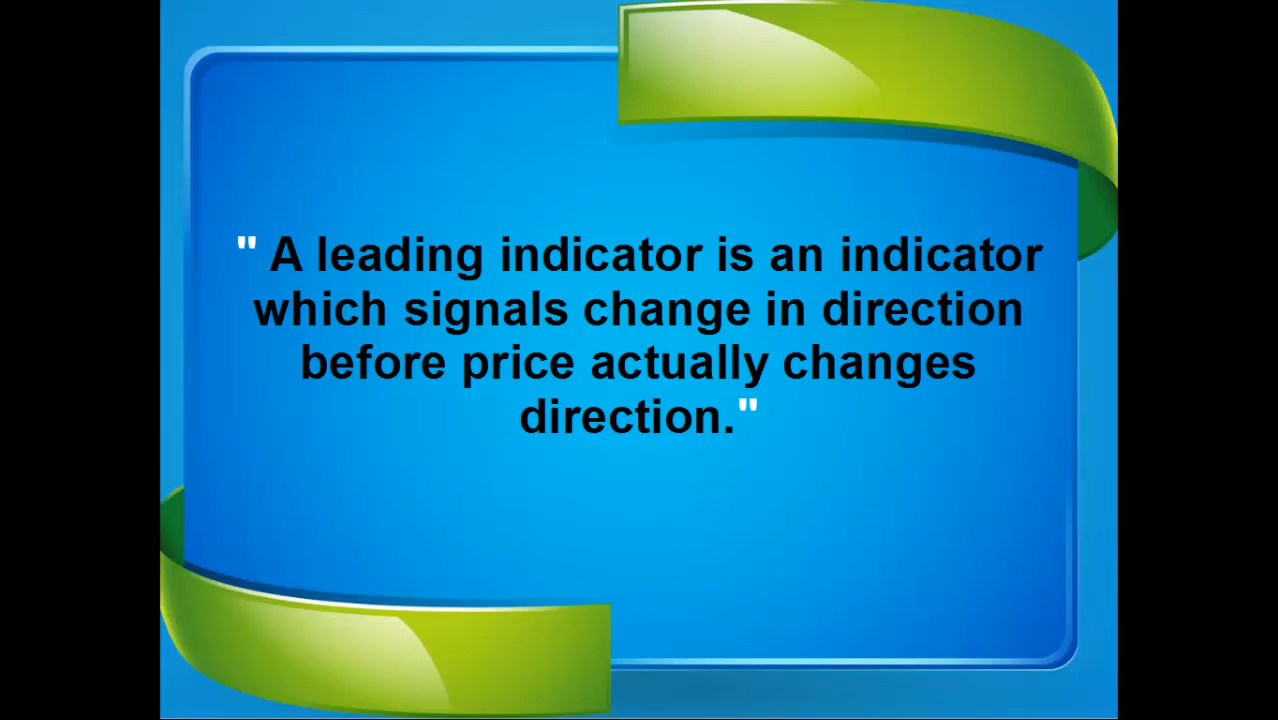 " A leading indicator is an indicator
which signals change in direction
before price actually changes
direction."